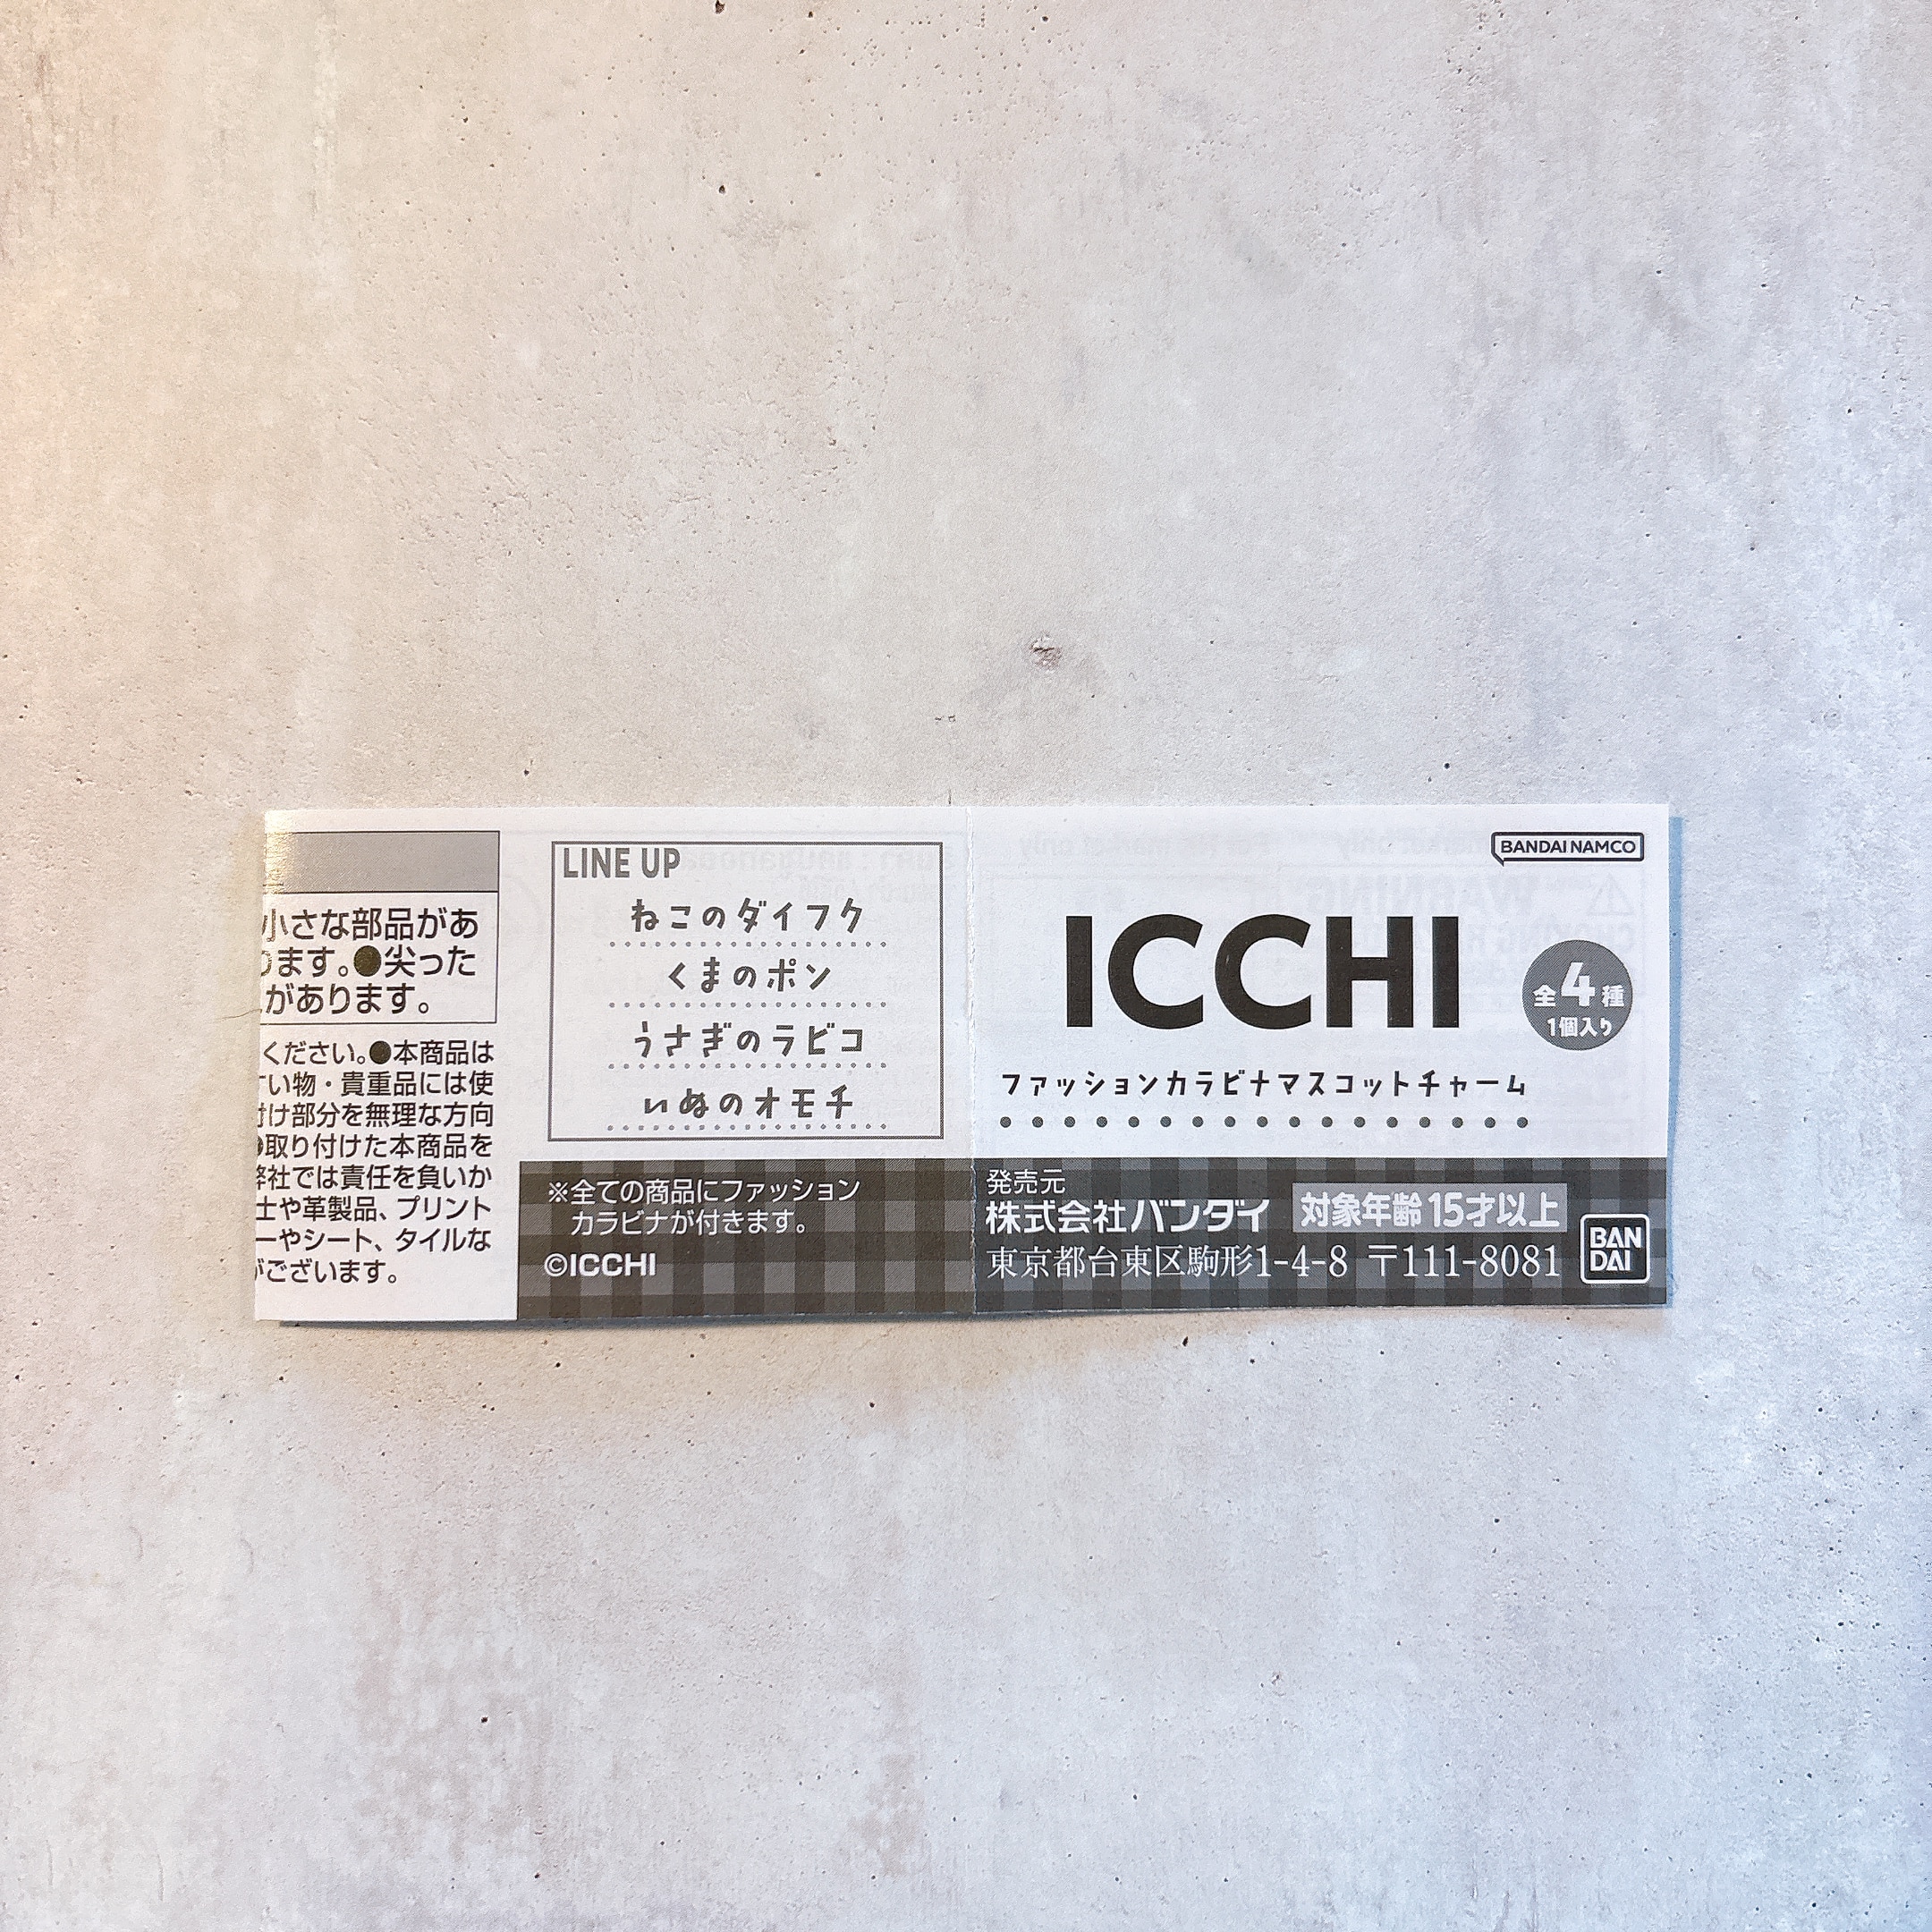 小さな部品があ
ります。●尖った
があります。
ください。●本商品は
い物・貴重品には使
付け部分を無理な方向
●取り付けた本商品を
弊社では責任を負いか
士や革製品、プリント
ーやシート、タイルな
がございます。
LINE UP
ねこのダイフク
くまのポン
うさぎのラビコ
いぬのオモチ
※全ての商品にファッション
カラビナが付きます。
©ICCHI
BANDAI NAMCO
ICCHI
全4種
1個入り
ファッションカラビナマスコットチャーム
発売元
株式会社バンダイ 対象年齢15才以上
東京都台東区駒形1-4-8 〒111-8081
BAN
DAI